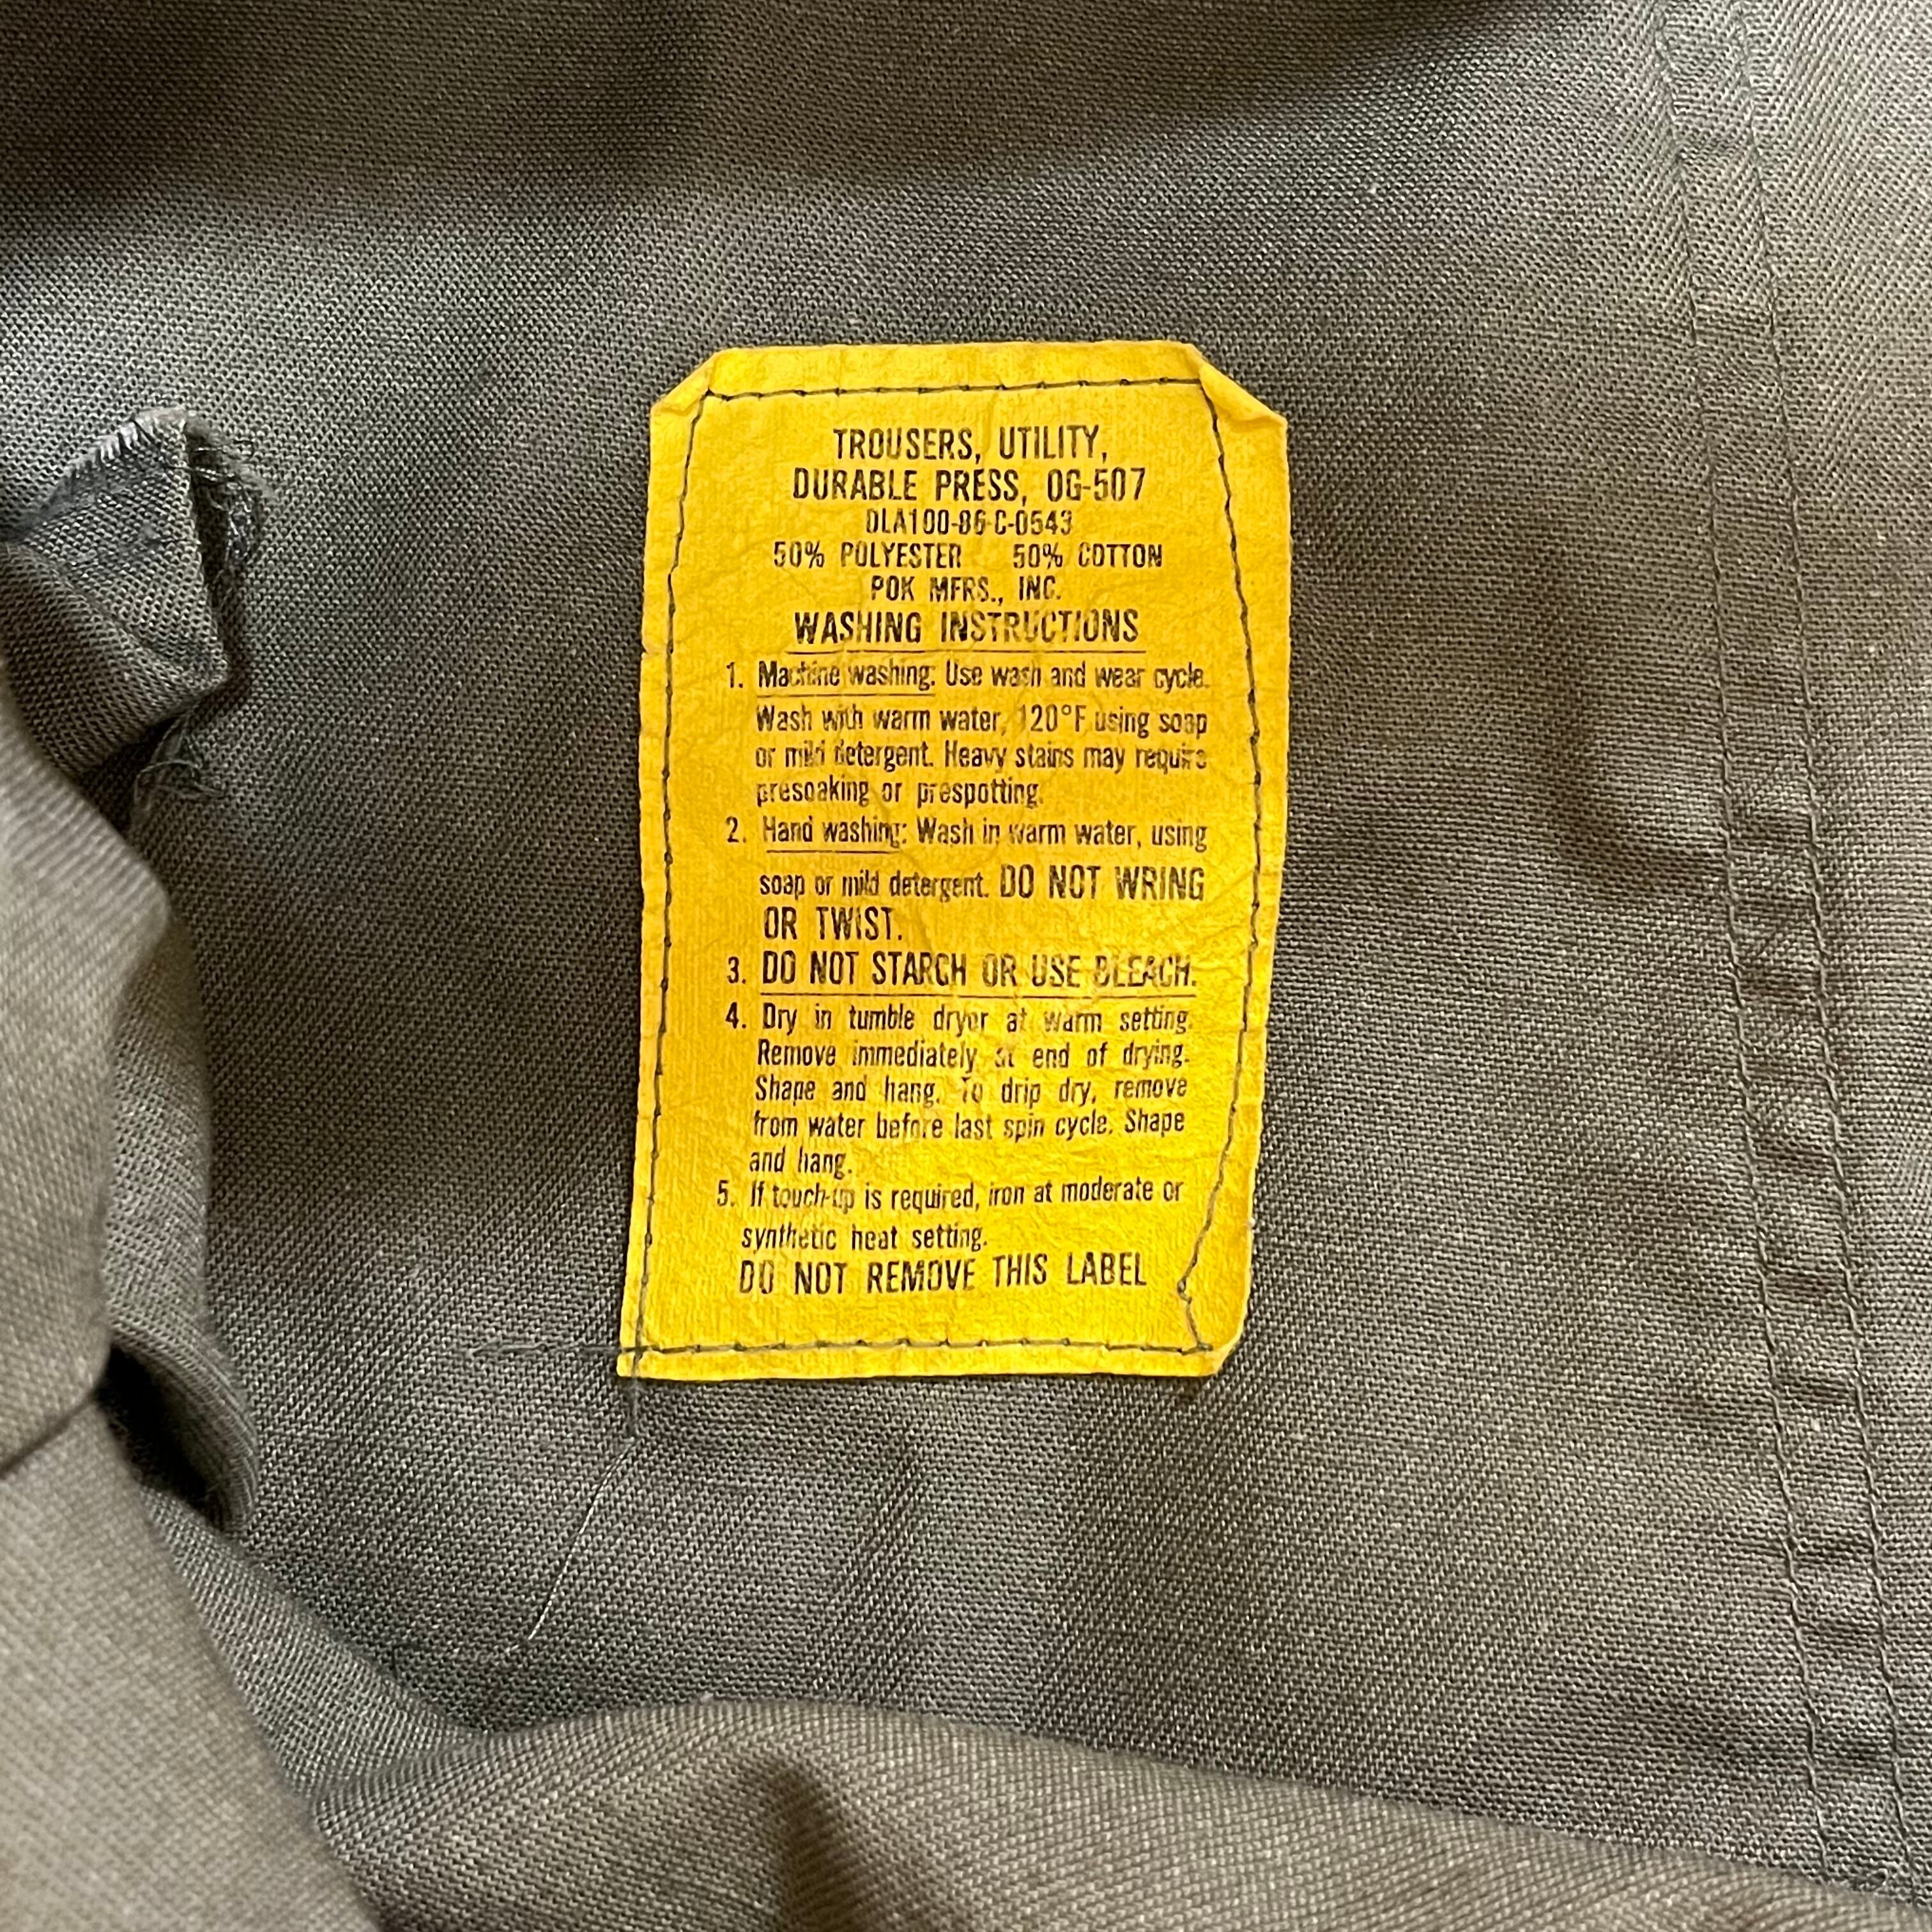 TROUSERS, UTILITY,
DURABLE PRESS, OG-507
DLA100-86-C-0543
50% POLYESTER 50% COTTON
POK MFRS., INC.
WASHING INSTRUCTIONS
1. Machine washing: Use wash and wear cycle.
Wash with warm water, 120°F using soap
or mild detergent. Heavy stains may require
presoaking or prespotting.
2. Hand washing: Wash in warm water, using
soap or mild detergent. DO NOT WRING
OR TWIST.
3. DO NOT STARCH OR USE BLEACH.
4. Dry in tumble dryer at warm setting.
Remove immediately at end of drying.
Shape and hang. To drip dry, remove
from water before last spin cycle. Shape
and hang.
5. If touch-up is required, iron at moderate or
synthetic heat setting.
DO NOT REMOVE THIS LABEL